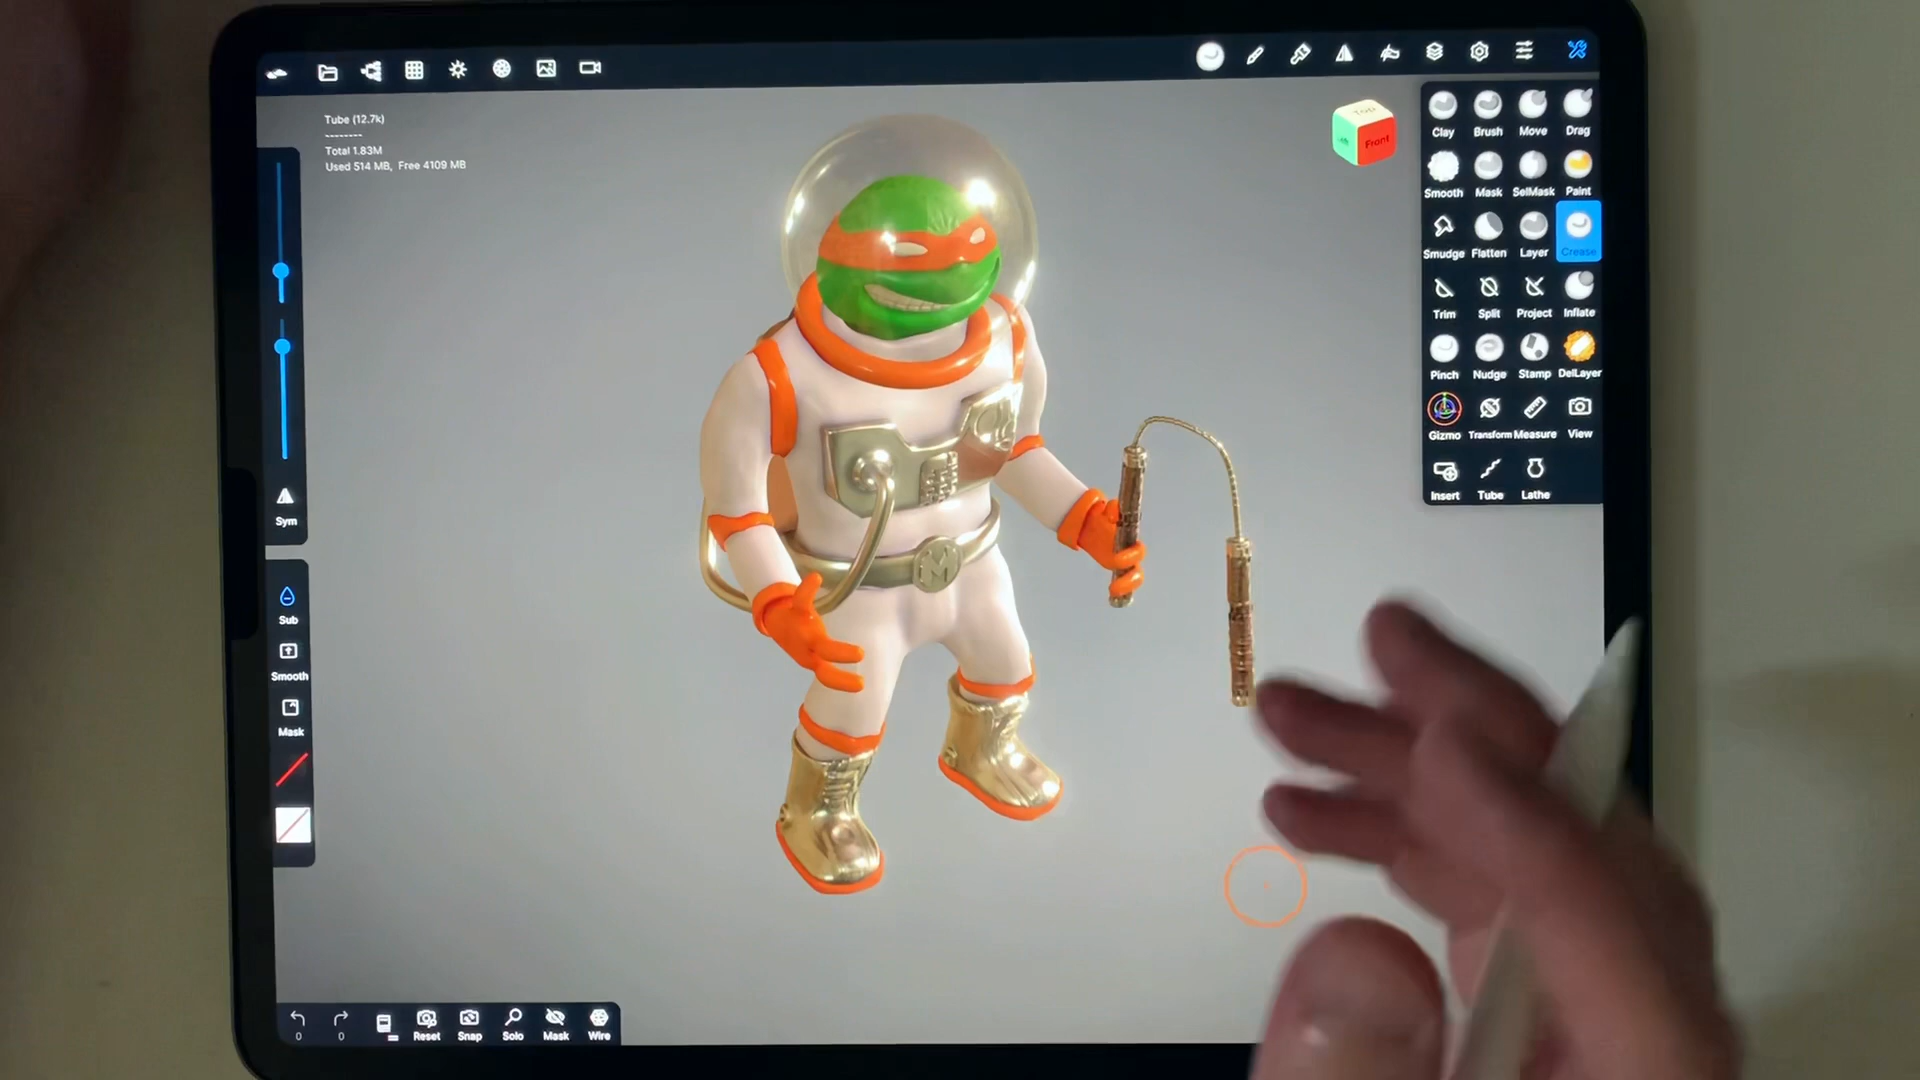 Tube (12.7k)
--------
Total 1.83M
Used 514 MB, Free 4109 MB
Top
Front
Clay Brush Move Drag
Smooth Mask SelMask Paint
Smudge Flatten Layer Crease
Trim Split Project Inflate
Pinch Nudge Stamp DelLayer
Gizmo Transform Measure View
Insert Tube Lathe
Sym
Sub
Smooth
Mask
M
0 0 Reset Snap Solo Mask Wire